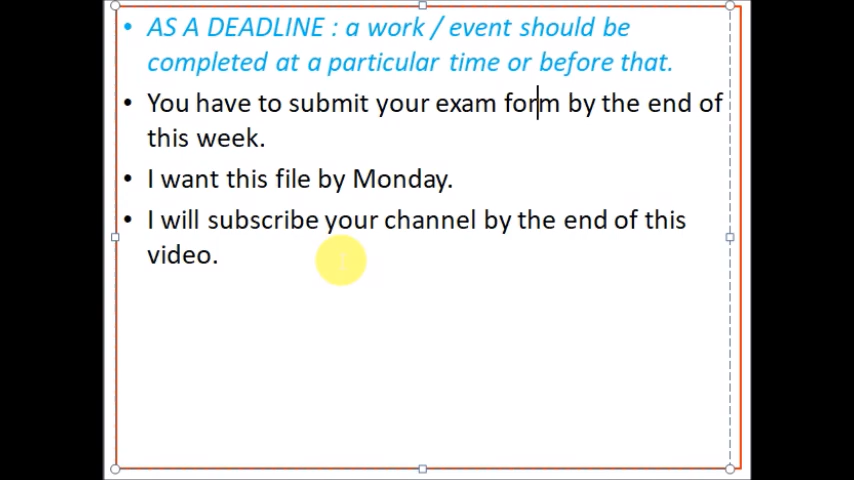 • AS A DEADLINE : a work / event should be
completed at a particular time or before that.
• You have to submit your exam form by the end of
this week.
• I want this file by Monday.
• I will subscribe your channel by the end of this
video.